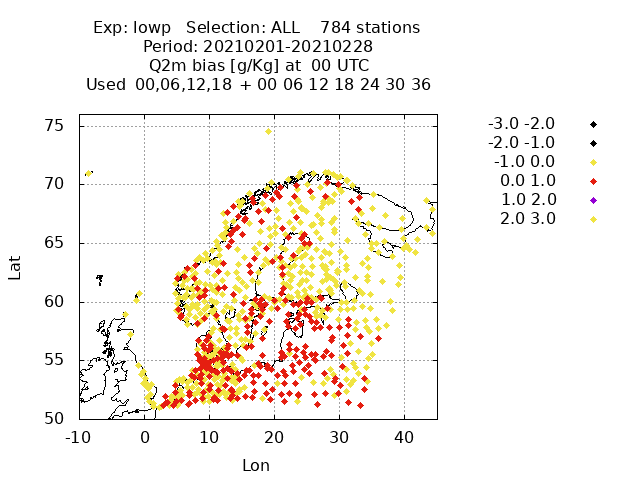 Exp: lowp Selection: ALL 784 stations
Period: 20210201-20210228
Q2m bias [g/Kg] at 00 UTC
Used 00,06,12,18 + 00 06 12 18 24 30 36
75
70
65
60
55
50
Lat
-10 0 10 20 30 40
Lon
-3.0 -2.0
-2.0 -1.0
-1.0 0.0
0.0 1.0
1.0 2.0
2.0 3.0